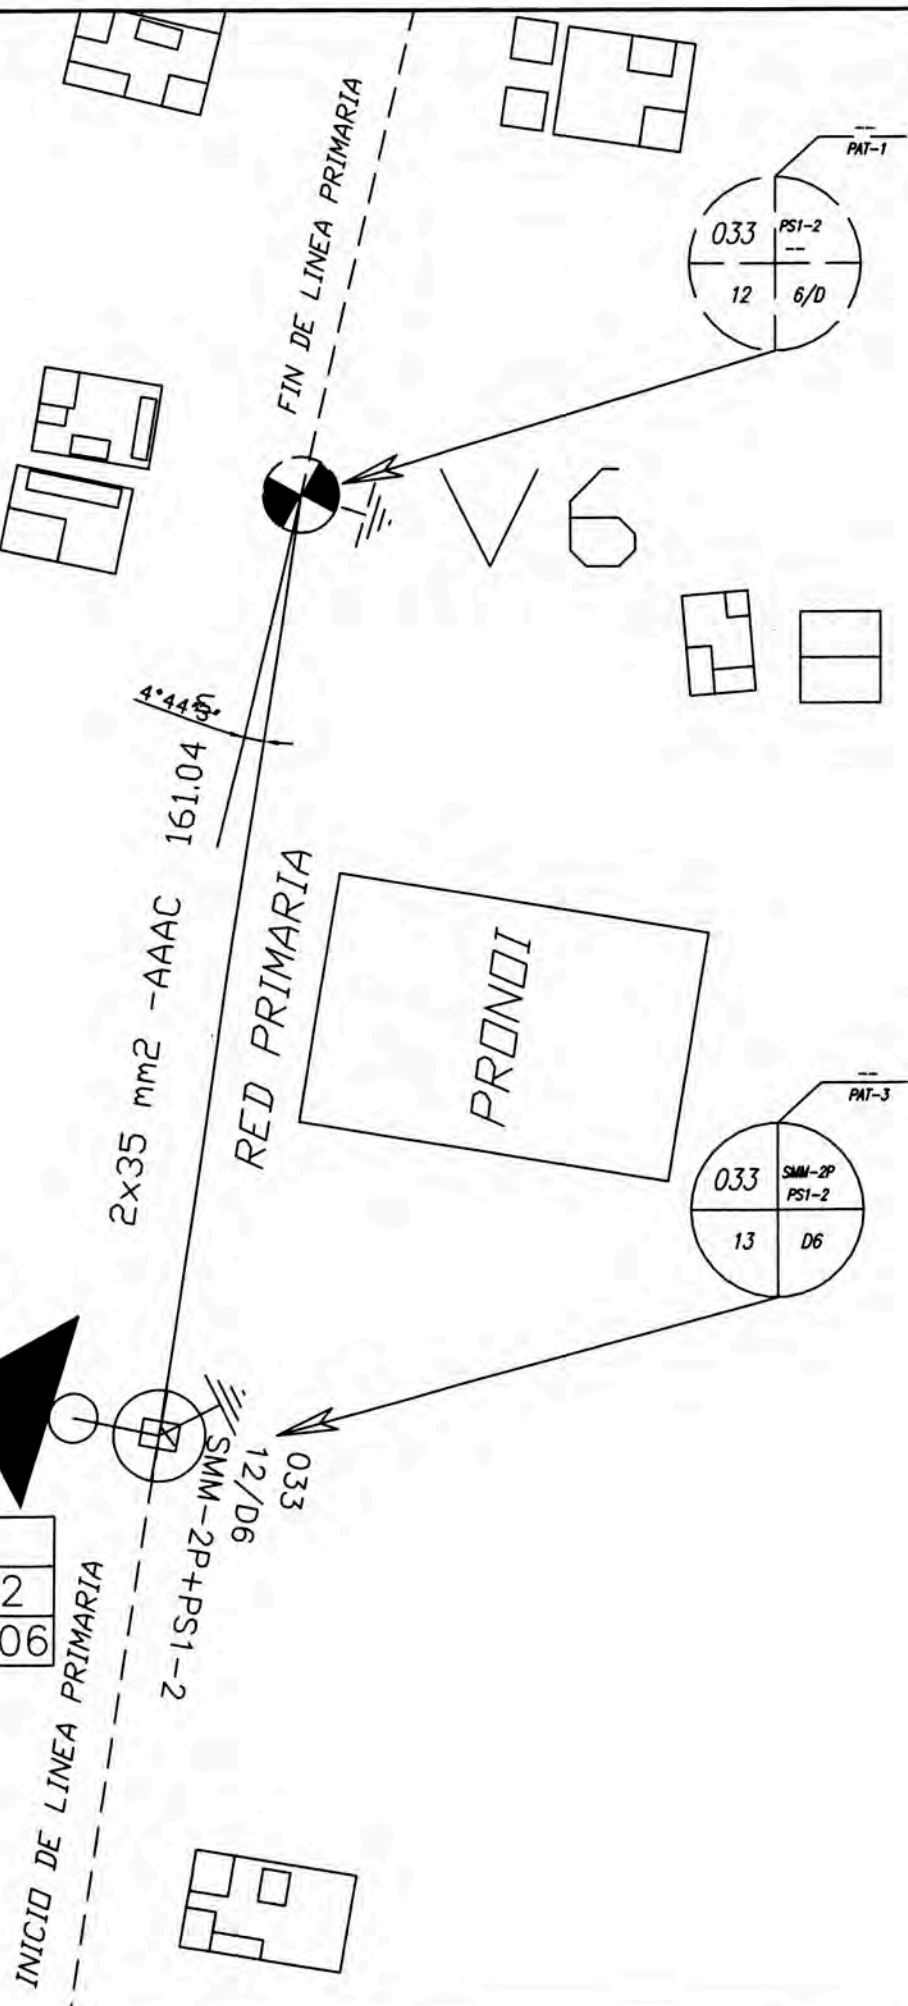 FIN DE LINEA PRIMARIA
--
PAT-1
033
PS1-2
--
12
6/D
V6
4°44'
2x35 mm2 -AAAC 161.04
RED PRIMARIA
PRONOI
--
PAT-3
033
SMM-2P
PS1-2
13
D6
033
12/D6
SMM-2P+PS1-2
2
06
INICIO DE LINEA PRIMARIA